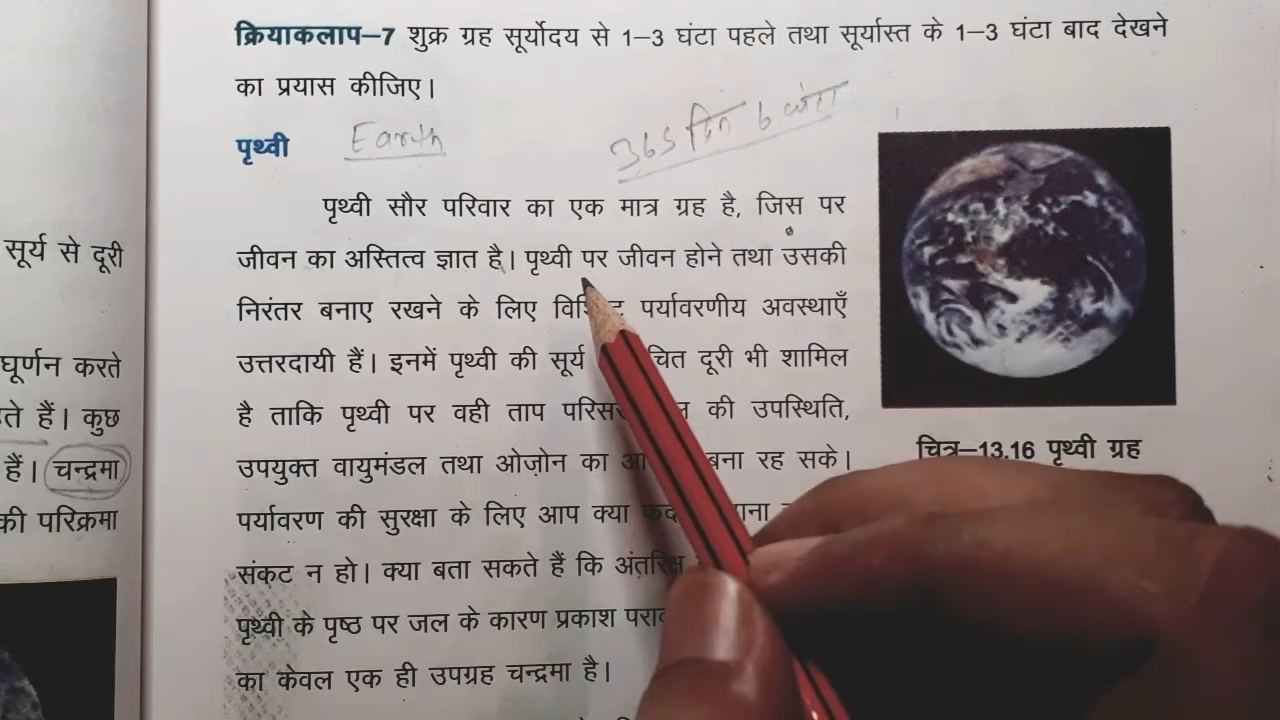 सूर्य से दूरी
घूर्णन करते
हैं। कुछ
हैं। चन्द्रमा
की परिक्रमा
क्रियाकलाप–7 शुक्र ग्रह सूर्योदय से 1–3 घंटा पहले तथा सूर्यास्त के 1–3 घंटा बाद देखने
का प्रयास कीजिए।
पृथ्वी Earth 365 दिन 6 घंटा
पृथ्वी सौर परिवार का एक मात्र ग्रह है, जिस पर
जीवन का अस्तित्व ज्ञात है। पृथ्वी पर जीवन होने तथा उसकी
निरंतर बनाए रखने के लिए पर्यावरणीय अवस्थाएँ
उत्तरदायी हैं। इनमें पृथ्वी की सूर्य दूरी भी शामिल
है ताकि पृथ्वी पर वही ताप की उपस्थिति,
उपयुक्त वायुमंडल तथा ओज़ोन का बना रह सके।
पर्यावरण की सुरक्षा के लिए आप क्या
संकट न हो। क्या बता सकते हैं कि अंतरिक्ष
पृथ्वी के पृष्ठ पर जल के कारण प्रकाश
का केवल एक ही उपग्रह चन्द्रमा है।
चित्र–13.16 पृथ्वी ग्रह